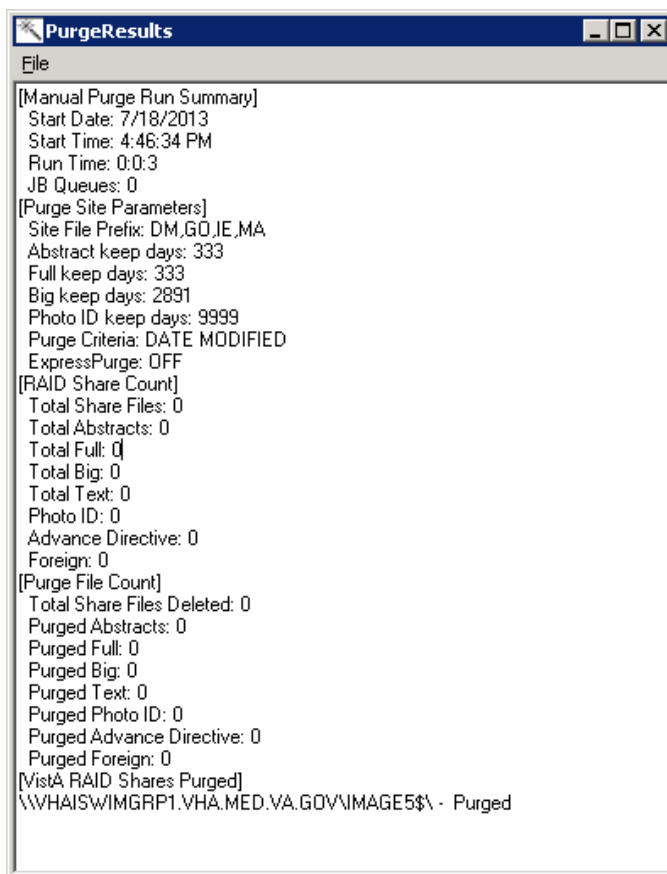 PurgeResults
File
[Manual Purge Run Summary]
Start Date: 7/18/2013
Start Time: 4:46:34 PM
Run Time: 0:0:3
JB Queues: 0
[Purge Site Parameters]
Site File Prefix: DM,GO,IE,MA
Abstract keep days: 333
Full keep days: 333
Big keep days: 2891
Photo ID keep days: 9999
Purge Criteria: DATE MODIFIED
ExpressPurge: OFF
[RAID Share Count]
Total Share Files: 0
Total Abstracts: 0
Total Full: 0
Total Big: 0
Total Text: 0
Photo ID: 0
Advance Directive: 0
Foreign: 0
[Purge File Count]
Total Share Files Deleted: 0
Purged Abstracts: 0
Purged Full: 0
Purged Big: 0
Purged Text: 0
Purged Photo ID: 0
Purged Advance Directive: 0
Purged Foreign: 0
[VistA RAID Shares Purged]
\\VHAISWIMGRP1.VHA.MED.VA.GOV\IMAGE5$\ - Purged